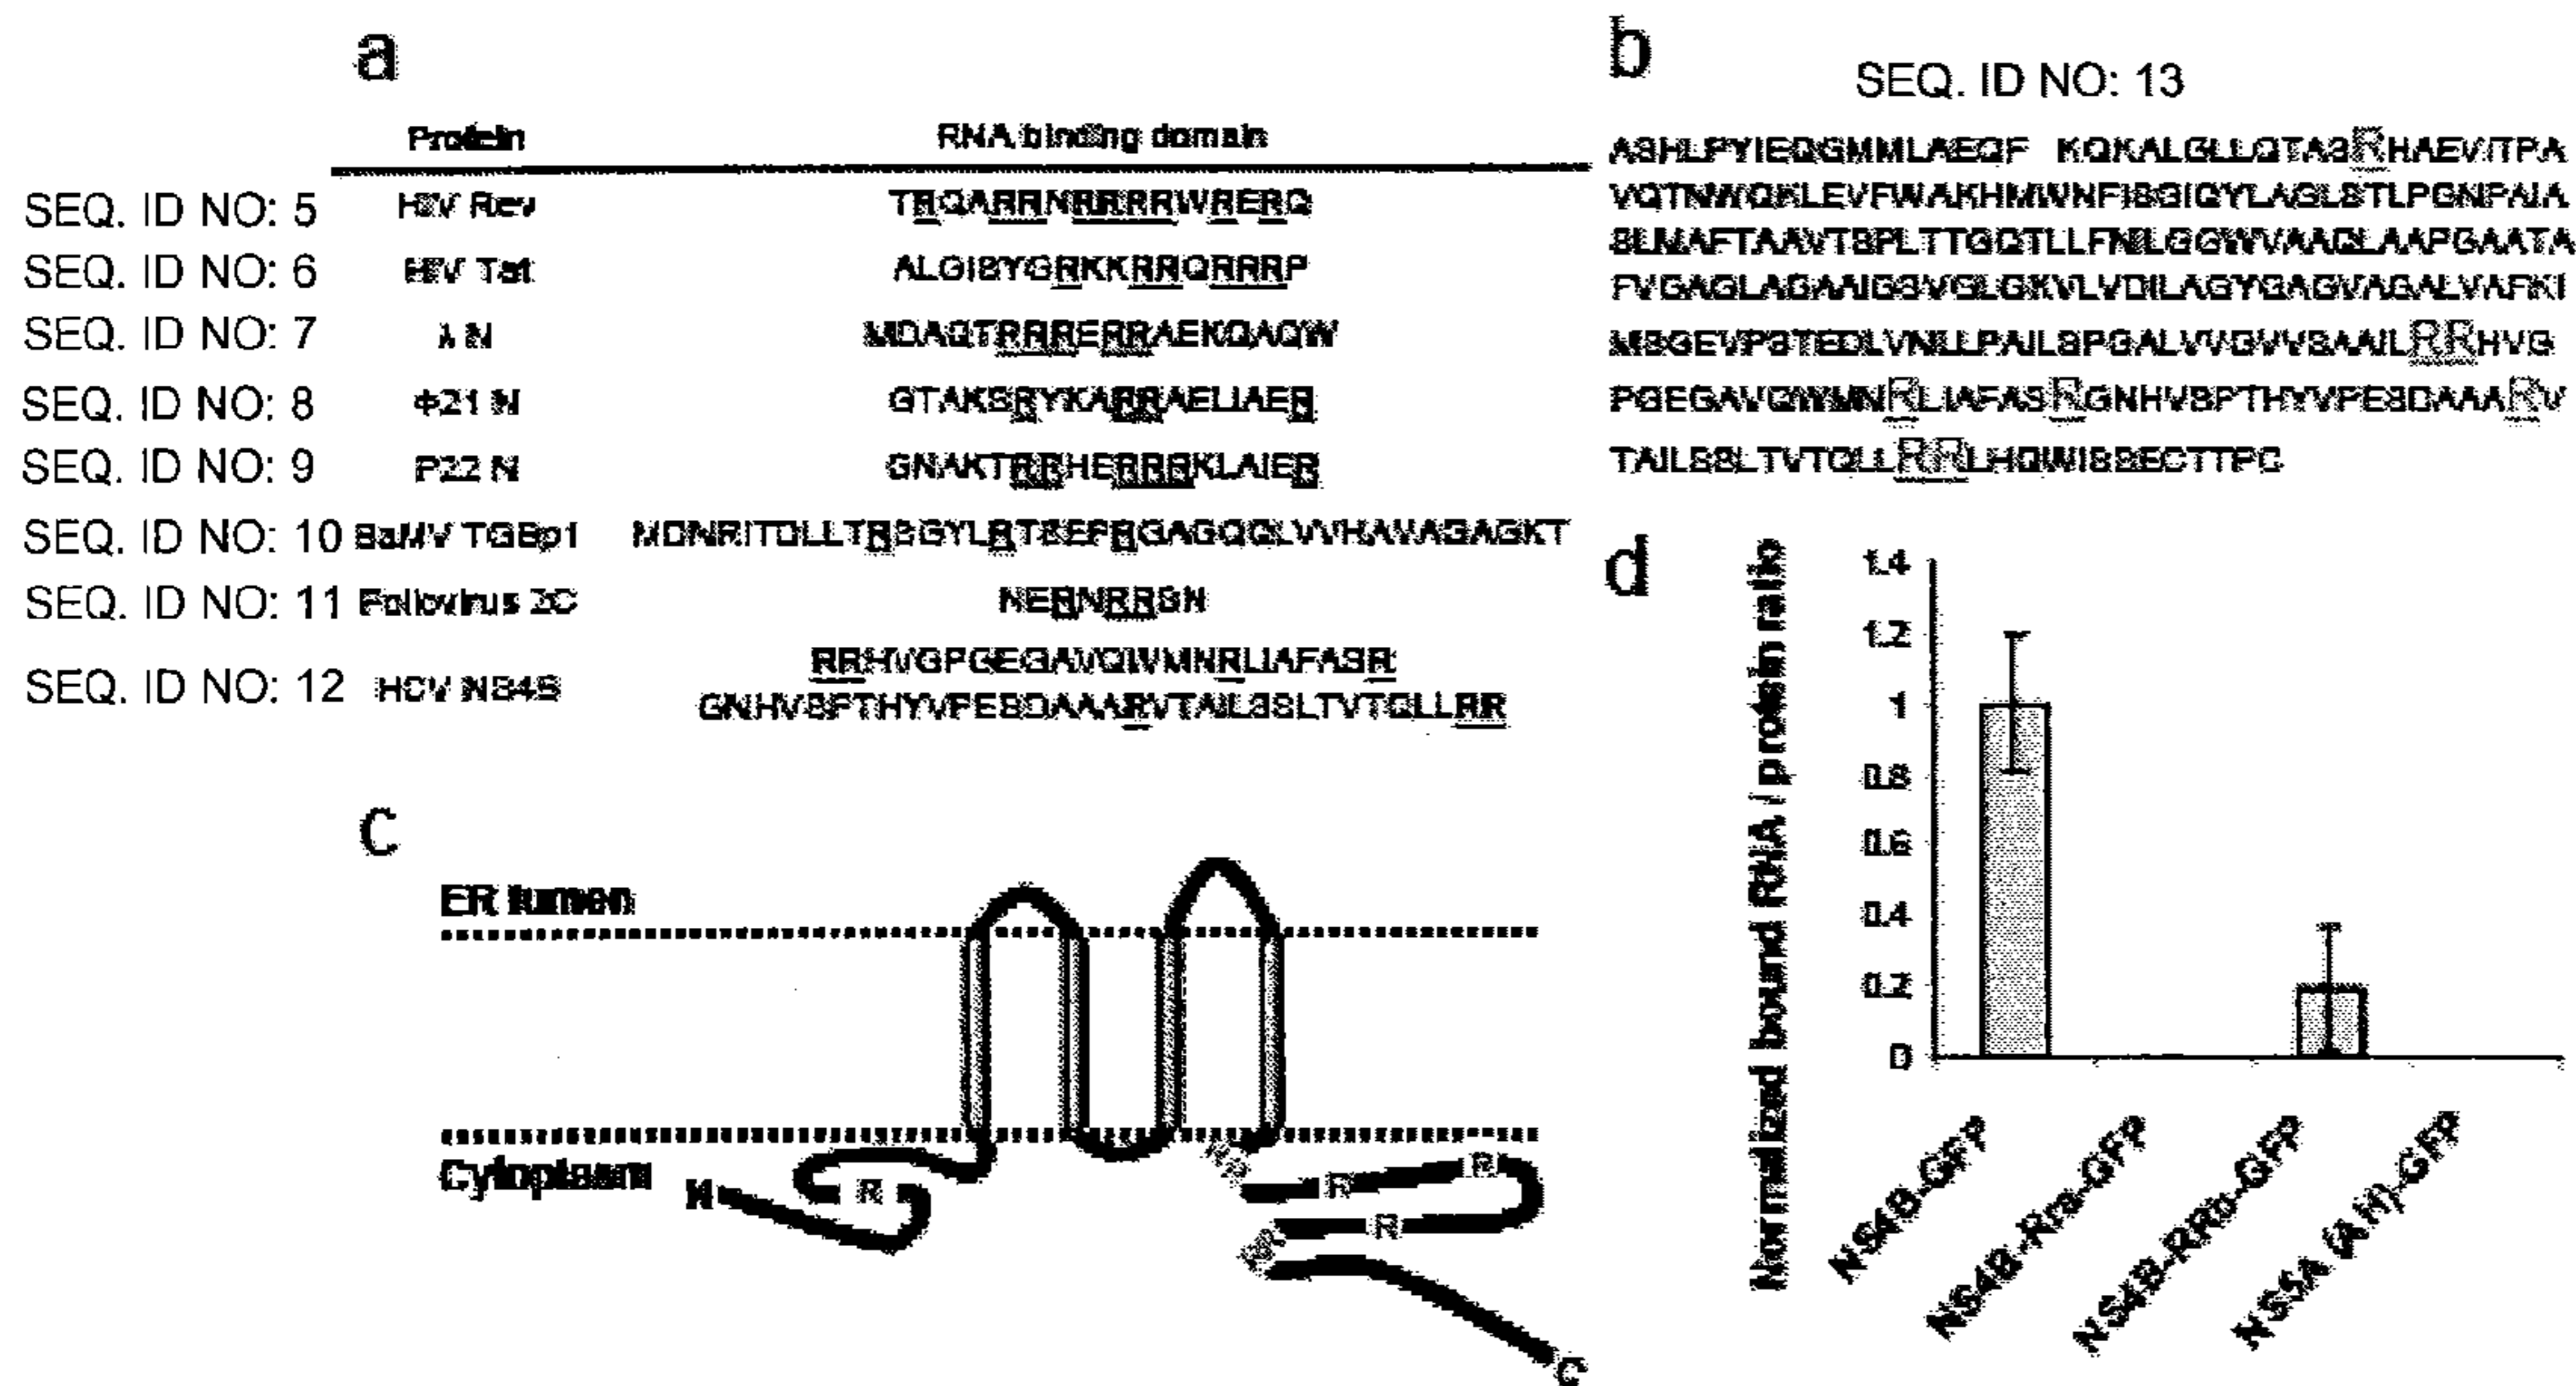 a
Protein RNA binding domain
SEQ. ID NO: 5 HIV Rev TRQARRNRRRRWRERQ
SEQ. ID NO: 6 HIV Tat ALGISYGRKKRRQRRRP
SEQ. ID NO: 7 λ N MDAQTRRRERRAEKQAQW
SEQ. ID NO: 8 Φ21 N GTAKSRYKARRAELIAER
SEQ. ID NO: 9 P22 N GNAKTRRHERRRKLAIER
SEQ. ID NO: 10 BaMV TGBp1 MDNRITDLLTRSGYLRTSEPRGAGQGLVVHAVAGAGKT
SEQ. ID NO: 11 Poliovirus 2C NERNRRGN
SEQ. ID NO: 12 HCV NS4B RRHVGPGEGAVQWMNRLIAFASR
GNHVSPTHYVPESDAAARVTAILSSLTVTQLLRR
b
SEQ. ID NO: 13
ASHLPYIEQGMMLAEQF KQKALGLLQTASRHAEVITPA
VQTNWQKLEVFWAKHMWNFISGIQYLAGLSTLPGNPAIA
SLMAFTAAVTSPLTTGQTLLFNILGGWVAAQLAAPGAATA
FVGAGLAGAAIGSVGLGKVLVDILAGYGAGVAGALVAFKI
MSGEVPSTEDLVNLLPAILSPGALVVGVVSAAILRRHVG
PGEGAVQWMNRLIAFASRGNHVSPTHYVPESDAAARV
TAILSSLTVTQLLRRLHQWISSECTTPC
c
ER lumen
Cytoplasm
N
R
RR
R
R
R
RR
C
d
Normalized bound RNA / protein ratio
1.4
1.2
1
0.8
0.6
0.4
0.2
0
NS4B-GFP
NS4B-Rra-GFP
NS4B-RRb-GFP
NS5A (AH)-GFP